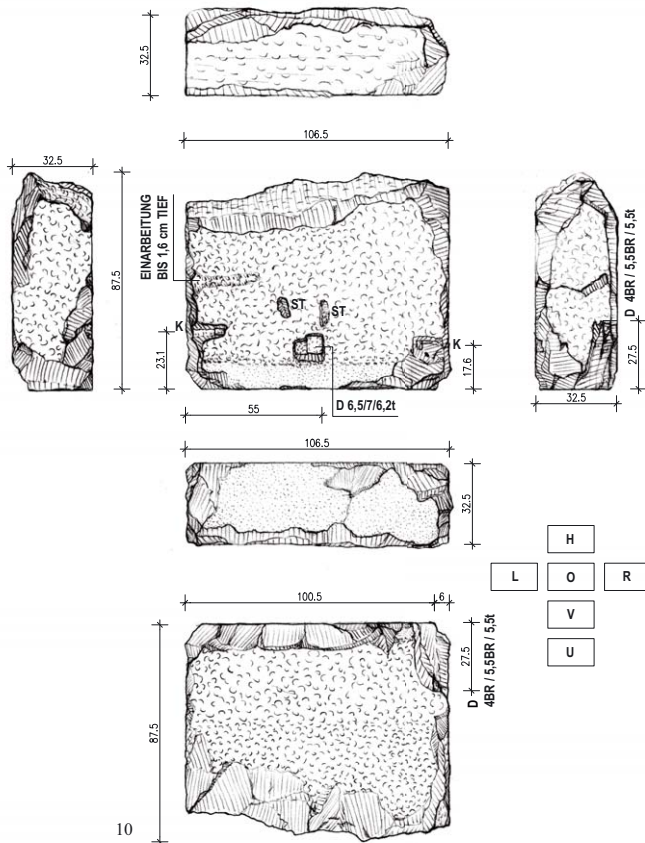 32.5
106.5
32.5
EINARBEITUNG
BIS 1,6 cm TIEF
87.5
ST
ST
K
K
23.1
17.6
55
D 6,5/7/6,2t
D 4BR / 5,5BR / 5,5t
27.5
32.5
106.5
32.5
H
L O R
V
U
100.5
6
27.5
D
4BR / 5,5BR / 5,5t
87.5
10